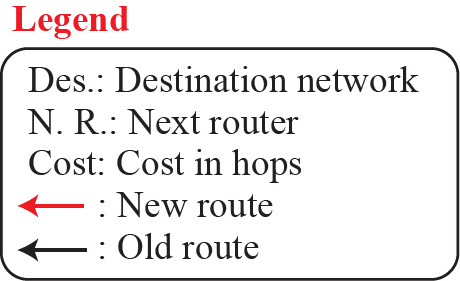 Legend
Des.: Destination network
N. R.: Next router
Cost: Cost in hops
: New route
: Old route